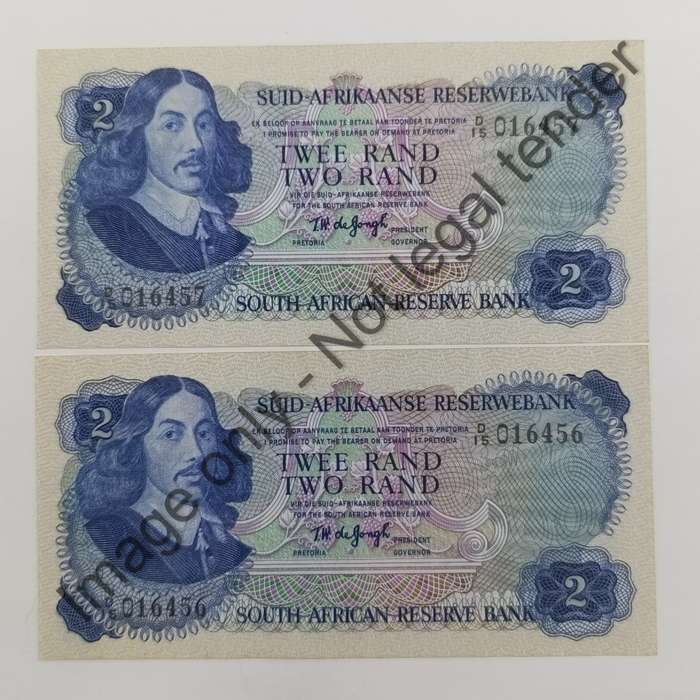 2
SUID-AFRIKAANSE RESERWEBANK
EK BELOOF OM AANVRAAG TE BETAAL AAN TOONDER TE PRETORIA
I PROMISE TO PAY THE BEARER ON DEMAND AT PRETORIA
D/15 016457
TWEE RAND
TWO RAND
VIR DIE SUID-AFRIKAANSE RESERWEBANK
FOR THE SOUTH AFRICAN RESERVE BANK
T.W. de Jongh
PRESIDENT
PRETORIA GOVERNOR
D/15 016457
SOUTH AFRICAN RESERVE BANK
2
2
SUID-AFRIKAANSE RESERWEBANK
EK BELOOF OM AANVRAAG TE BETAAL AAN TOONDER TE PRETORIA
I PROMISE TO PAY THE BEARER ON DEMAND AT PRETORIA
D/15 016456
TWEE RAND
TWO RAND
VIR DIE SUID-AFRIKAANSE RESERWEBANK
FOR THE SOUTH AFRICAN RESERVE BANK
T.W. de Jongh
PRESIDENT
PRETORIA GOVERNOR
D/15 016456
SOUTH AFRICAN RESERVE BANK
2
Image only - Not legal tender